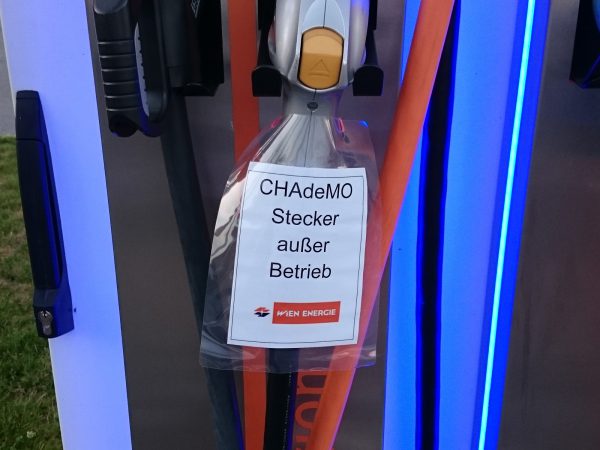 CHAdeMO
Stecker
außer
Betrieb
WIEN ENERGIE